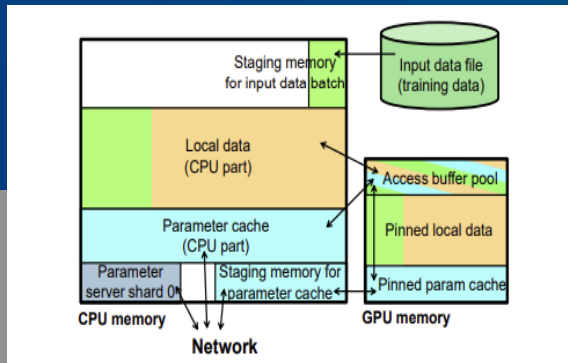 Staging memory
for input data batch
Input data file
(training data)
Local data
(CPU part)
Access buffer pool
Parameter cache
(CPU part)
Pinned local data
Parameter
server shard 0
Staging memory for
parameter cache
Pinned param cache
CPU memory
GPU memory
Network